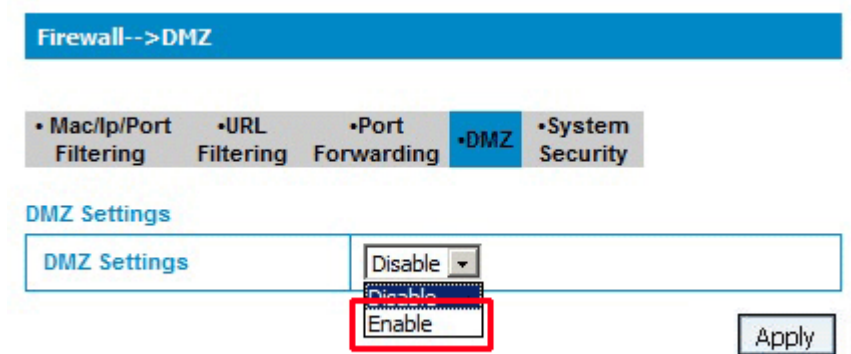 Firewall-->DMZ
• Mac/Ip/Port Filtering
•URL Filtering
•Port Forwarding
•DMZ
•System Security
DMZ Settings
DMZ Settings
Disable
Disable
Enable
Apply